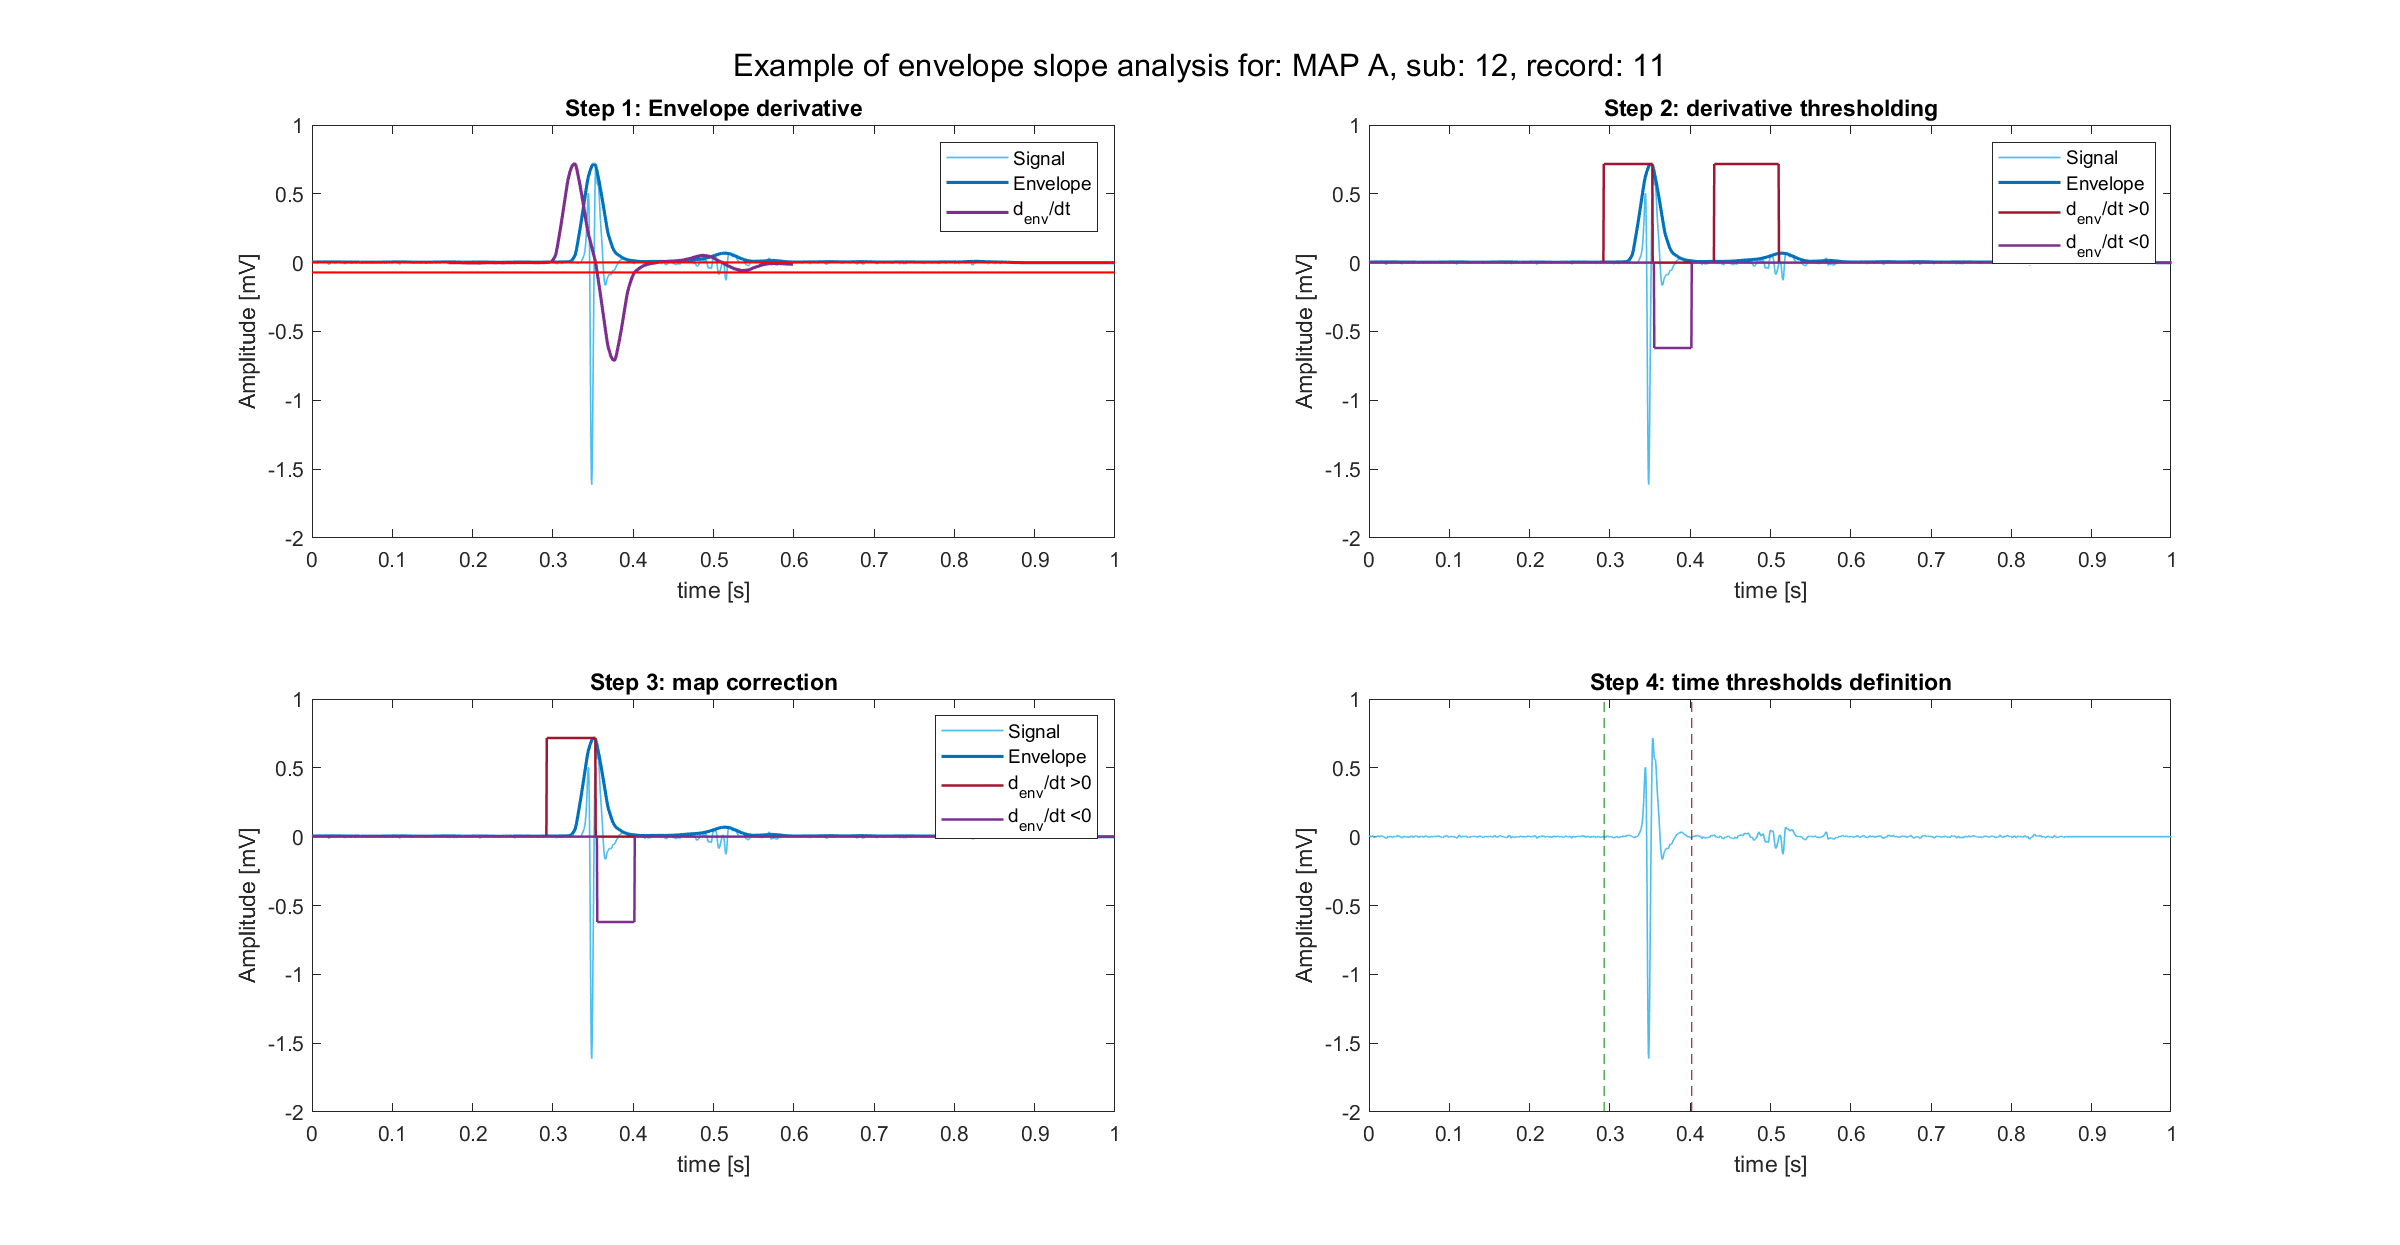 Example of envelope slope analysis for: MAP A, sub: 12, record: 11
Step 1: Envelope derivative
1
0.5
0
-0.5
-1
-1.5
-2
Amplitude [mV]
0 0.1 0.2 0.3 0.4 0.5 0.6 0.7 0.8 0.9 1
time [s]
Signal
Envelope
d_env/dt
Step 2: derivative thresholding
1
0.5
0
-0.5
-1
-1.5
-2
Amplitude [mV]
0 0.1 0.2 0.3 0.4 0.5 0.6 0.7 0.8 0.9 1
time [s]
Signal
Envelope
d_env/dt >0
d_env/dt <0
Step 3: map correction
1
0.5
0
-0.5
-1
-1.5
-2
Amplitude [mV]
0 0.1 0.2 0.3 0.4 0.5 0.6 0.7 0.8 0.9 1
time [s]
Signal
Envelope
d_env/dt >0
d_env/dt <0
Step 4: time thresholds definition
1
0.5
0
-0.5
-1
-1.5
-2
Amplitude [mV]
0 0.1 0.2 0.3 0.4 0.5 0.6 0.7 0.8 0.9 1
time [s]